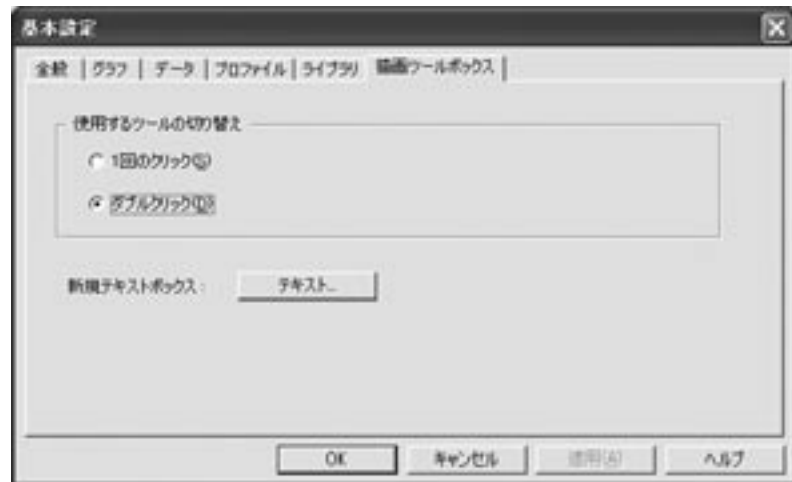 基本設定
全般 グラフ データ プロファイル ライブラリ 描画ツールボックス
使用するツールの切り替え
1回のクリック(S)
ダブルクリック(D)
新規テキストボックス:
テキスト...
OK キャンセル 適用(A) ヘルプ